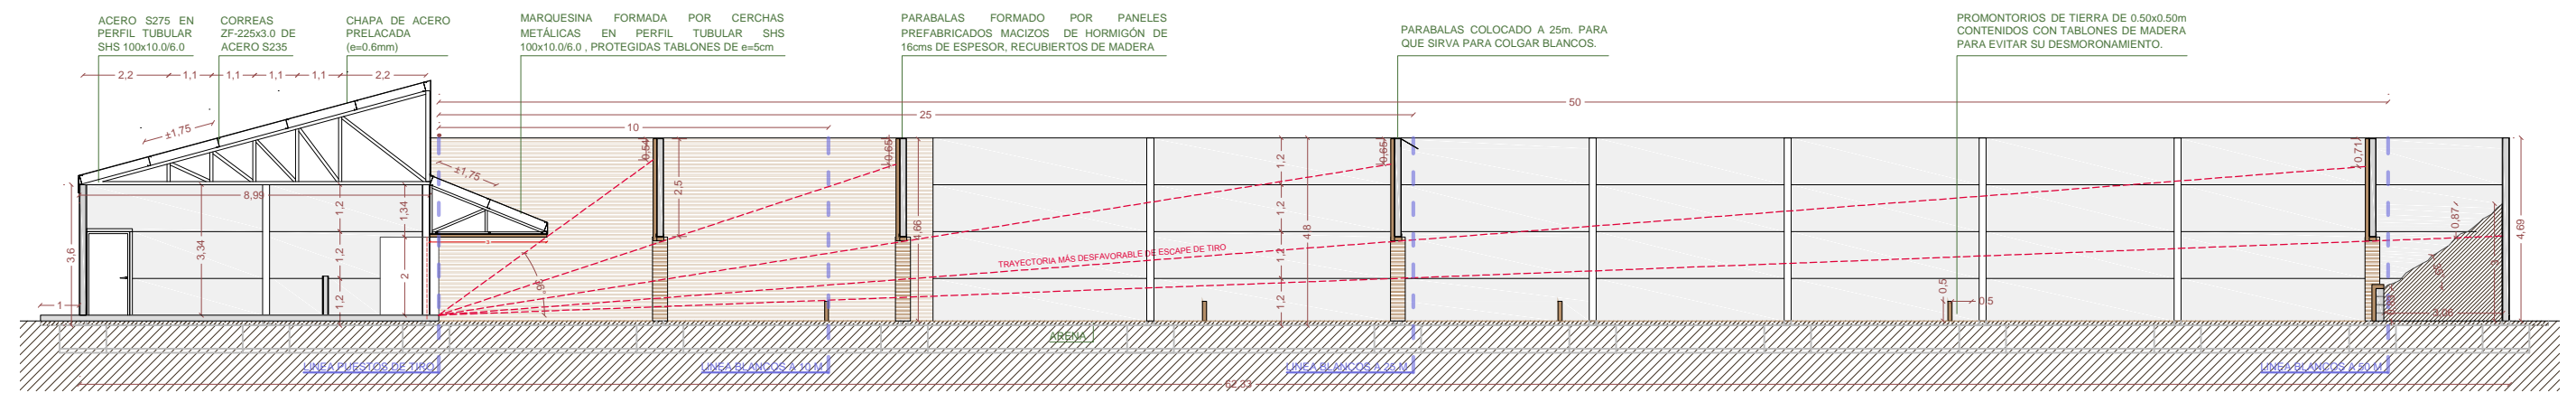 ACERO S275 EN
PERFIL TUBULAR
SHS 100x10.0/6.0
CORREAS
ZF-225x3.0 DE
ACERO S235
CHAPA DE ACERO
PRELACADA
(e=0.6mm)
MARQUESINA FORMADA POR CERCHAS
METÁLICAS EN PERFIL TUBULAR SHS
100x10.0/6.0 , PROTEGIDAS TABLONES DE e=5cm
PARABALAS FORMADO POR PANELES
PREFABRICADOS MACIZOS DE HORMIGÓN DE
16cms DE ESPESOR, RECUBIERTOS DE MADERA
PARABALAS COLOCADO A 25m. PARA
QUE SIRVA PARA COLGAR BLANCOS.
PROMONTORIOS DE TIERRA DE 0.50x0.50m
CONTENIDOS CON TABLONES DE MADERA
PARA EVITAR SU DESMORONAMIENTO.
2,2
1,1
1,1
1,1
1,1
2,2
50
25
10
±1,75
±1,75
0,54
0,65
0,65
0,71
2,5
1,2
1,2
1,2
1,2
4,8
4,66
8,99
3,6
3,34
1,2
1,2
1,2
1,34
2
1
0,87
4,69
3,06
0,5
0,5
TRAYECTORIA MÁS DESFAVORABLE DE ESCAPE DE TIRO
ARENA
LINEA PUESTOS DE TIRO
LINEA BLANCOS A 10 M
LINEA BLANCOS A 25 M
LINEA BLANCOS A 50 M
62,33